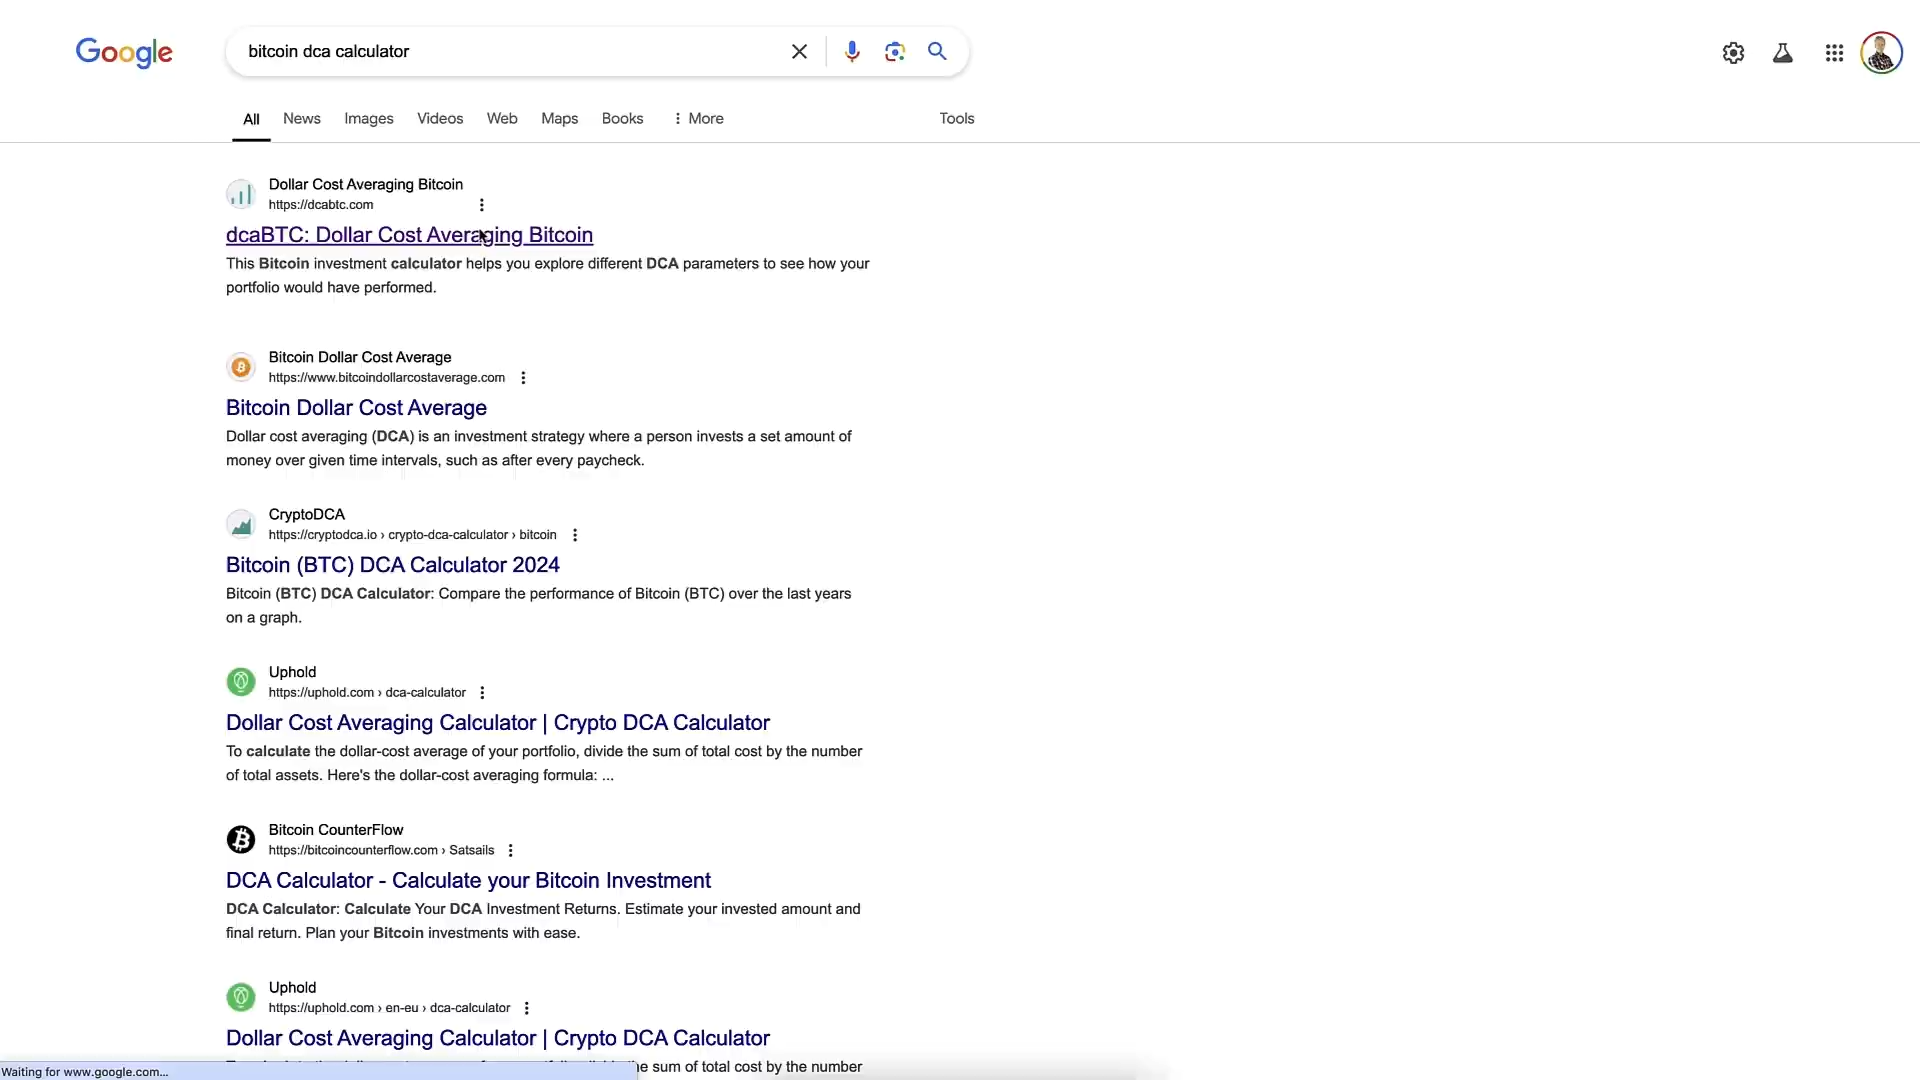 Google
bitcoin dca calculator
All News Images Videos Web Maps Books More Tools
Dollar Cost Averaging Bitcoin
https://dcabtc.com
dcaBTC: Dollar Cost Averaging Bitcoin
This Bitcoin investment calculator helps you explore different DCA parameters to see how your
portfolio would have performed.
Bitcoin Dollar Cost Average
https://www.bitcoindollarcostaverage.com
Bitcoin Dollar Cost Average
Dollar cost averaging (DCA) is an investment strategy where a person invests a set amount of
money over given time intervals, such as after every paycheck.
CryptoDCA
https://cryptodca.io › crypto-dca-calculator › bitcoin
Bitcoin (BTC) DCA Calculator 2024
Bitcoin (BTC) DCA Calculator: Compare the performance of Bitcoin (BTC) over the last years
on a graph.
Uphold
https://uphold.com › dca-calculator
Dollar Cost Averaging Calculator | Crypto DCA Calculator
To calculate the dollar-cost average of your portfolio, divide the sum of total cost by the number
of total assets. Here's the dollar-cost averaging formula: ...
Bitcoin CounterFlow
https://bitcoincounterflow.com › Satsails
DCA Calculator - Calculate your Bitcoin Investment
DCA Calculator: Calculate Your DCA Investment Returns. Estimate your invested amount and
final return. Plan your Bitcoin investments with ease.
Uphold
https://uphold.com › en-eu › dca-calculator
Dollar Cost Averaging Calculator | Crypto DCA Calculator
sum of total cost by the number
Waiting for www.google.com...